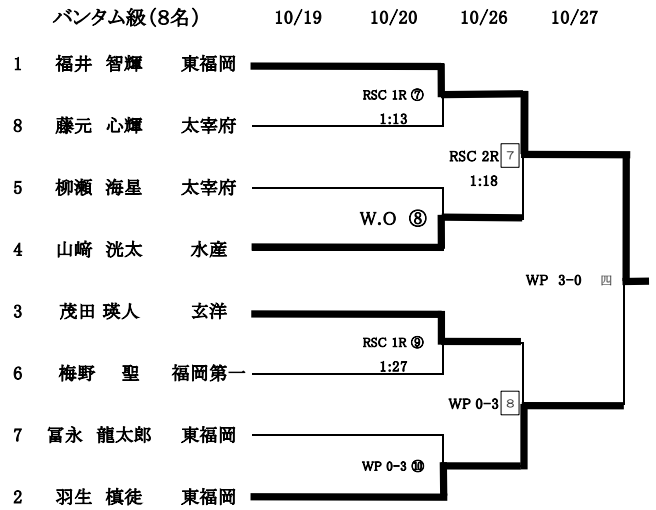 バンタム級（８名） 10/19 10/20 10/26 10/27
1 福井 智輝 東福岡
RSC 1R ⑦
8 藤元 心輝 太宰府 1:13
RSC 2R 7
1:18
5 柳瀬 海星 太宰府
W.O ⑧
4 山﨑 洸太 水産
WP 3-0 四
3 茂田 瑛人 玄洋
RSC 1R ⑨
6 梅野 聖 福岡第一 1:27
WP 0-3 8
7 冨永 龍太郎 東福岡
WP 0-3 ⑩
2 羽生 槙徒 東福岡